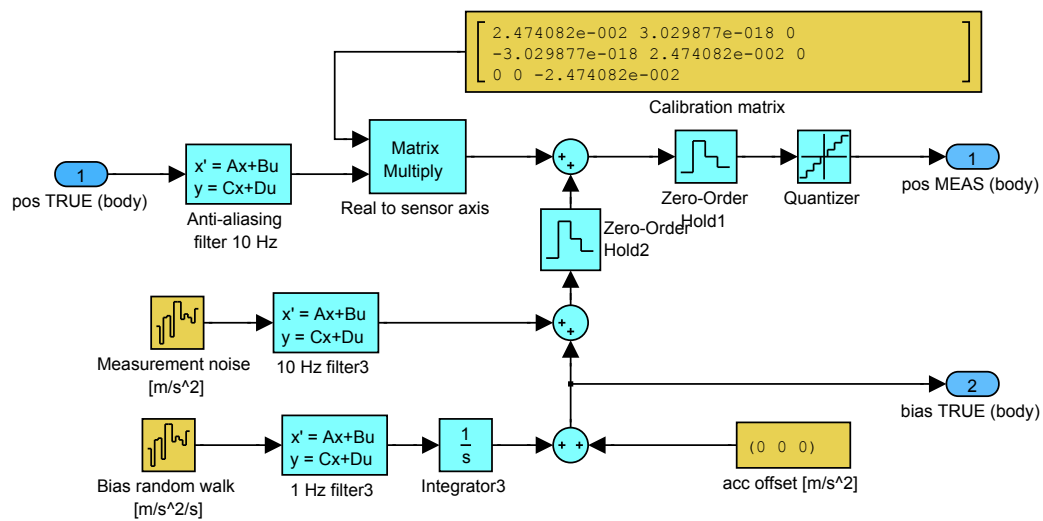 2.474082e-002 3.029877e-018 0
-3.029877e-018 2.474082e-002 0
0 0 -2.474082e-002
Calibration matrix
1
pos TRUE (body)
x' = Ax+Bu
y = Cx+Du
Anti-aliasing
filter 10 Hz
Matrix
Multiply
Real to sensor axis
+
+
Zero-Order
Hold1
Quantizer
1
pos MEAS (body)
Zero-Order
Hold2
Measurement noise
[m/s^2]
x' = Ax+Bu
y = Cx+Du
10 Hz filter3
+
+
2
bias TRUE (body)
Bias random walk
[m/s^2/s]
x' = Ax+Bu
y = Cx+Du
1 Hz filter3
1
s
Integrator3
+ +
(0 0 0)
acc offset [m/s^2]